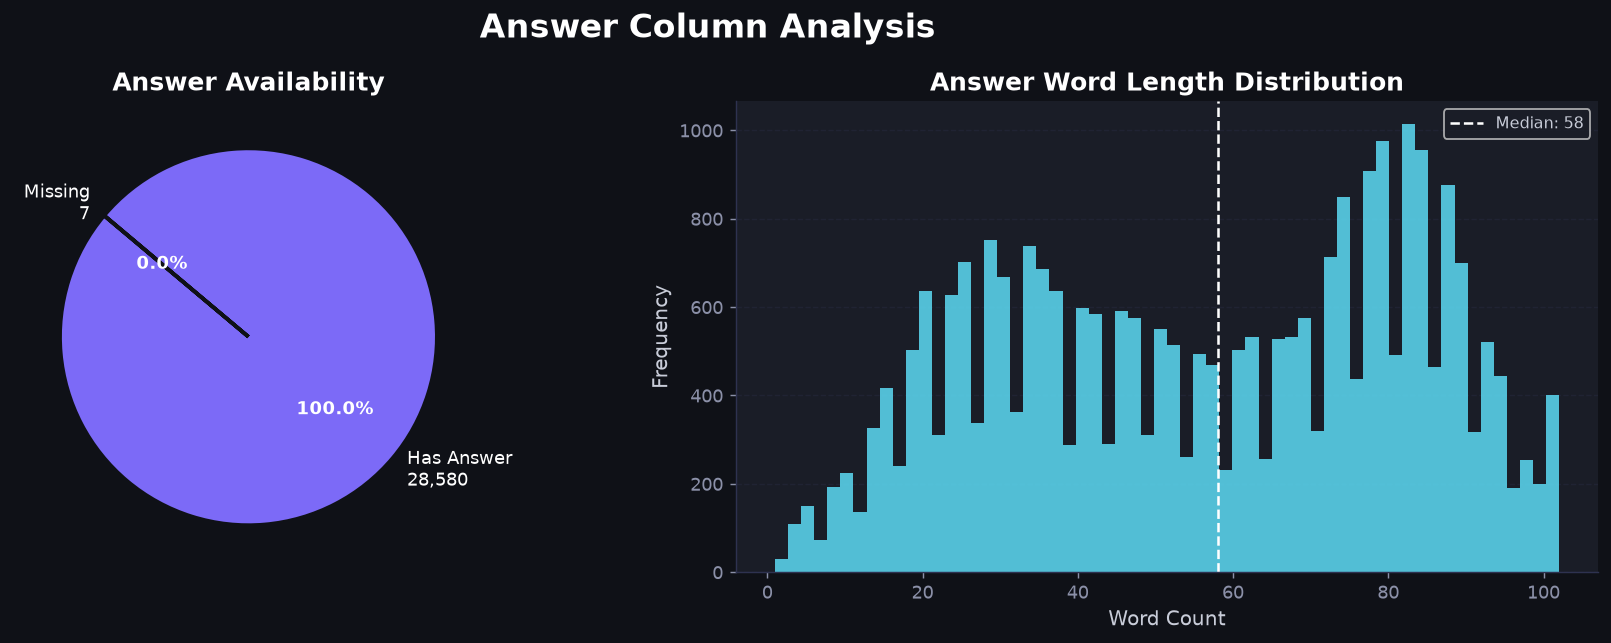 Answer Column Analysis
Answer Availability
Missing
7
0.0%
100.0%
Has Answer
28,580
Answer Word Length Distribution
Median: 58
1000
800
600
400
200
0
Frequency
0 20 40 60 80 100
Word Count